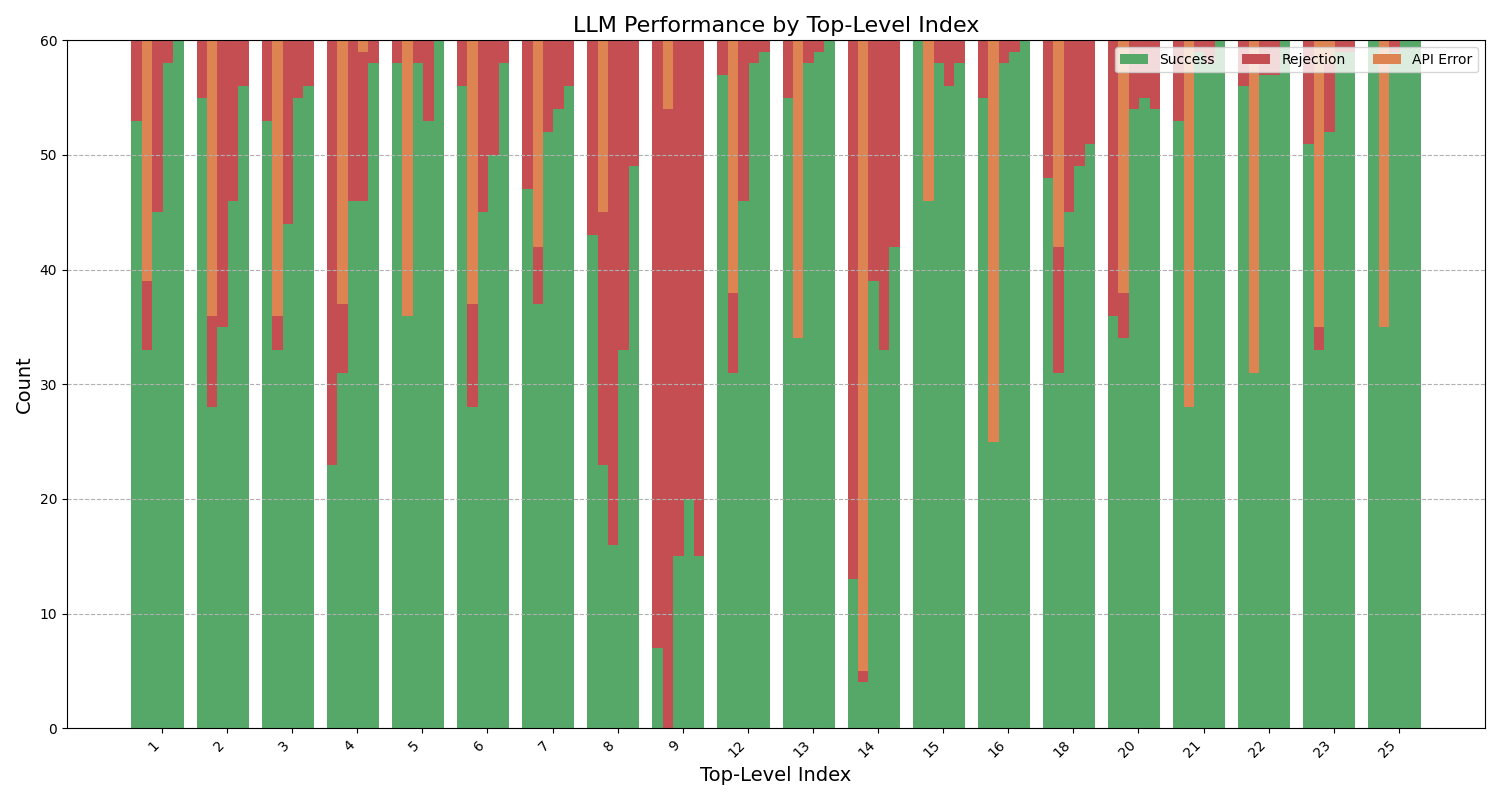 LLM Performance by Top-Level Index
Success Rejection API Error
60
50
40
30
20
10
0
Count
1 2 3 4 5 6 7 8 9 12 13 14 15 16 18 20 21 22 23 25
Top-Level Index